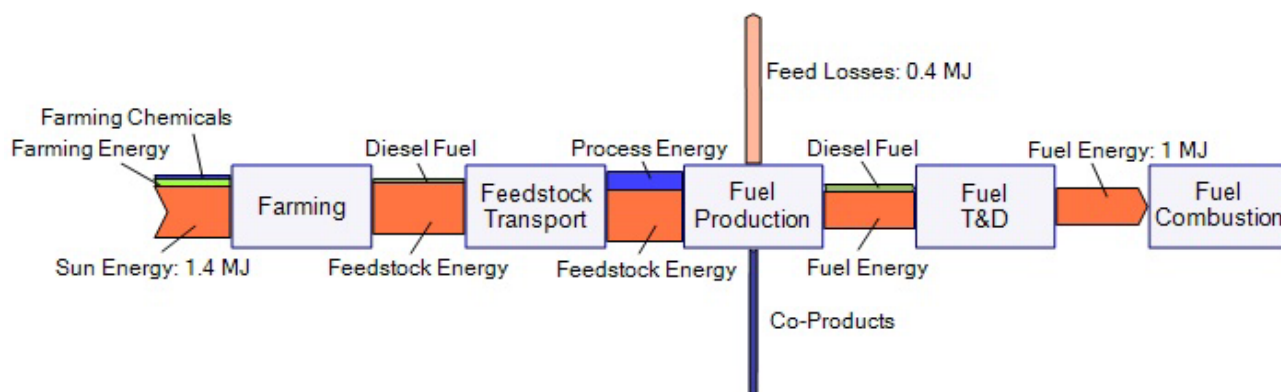 Feed Losses: 0.4 MJ
Farming Chemicals
Farming Energy
Diesel Fuel
Process Energy
Diesel Fuel
Fuel Energy: 1 MJ
Farming
Feedstock
Transport
Fuel
Production
Fuel
T&D
Fuel
Combustion
Sun Energy: 1.4 MJ
Feedstock Energy
Feedstock Energy
Fuel Energy
Co-Products